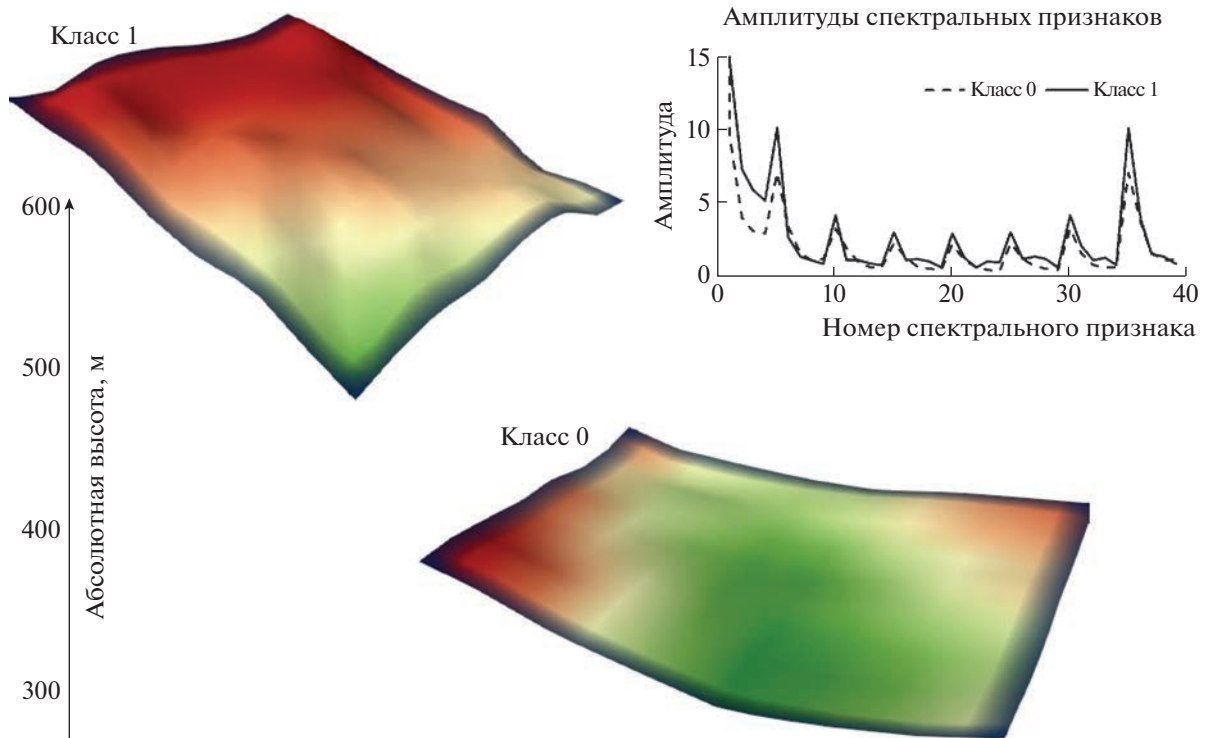 Класс 1
600
500
400
300
Абсолютная высота, м
Амплитуды спектральных признаков
15
10
5
0
Амплитуда
Класс 0
Класс 1
0
10
20
30
40
Номер спектрального признака
Класс 0